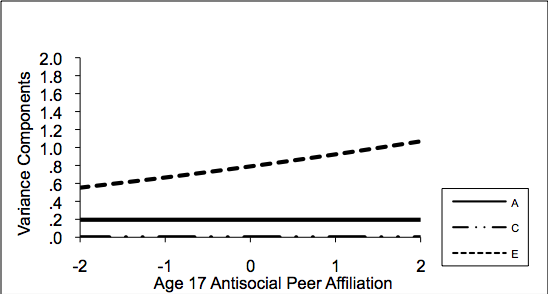 Variance Components
2.0
1.8
1.6
1.4
1.2
1.0
.8
.6
.4
.2
.0
-2 -1 0 1 2
Age 17 Antisocial Peer Affiliation
A
C
E